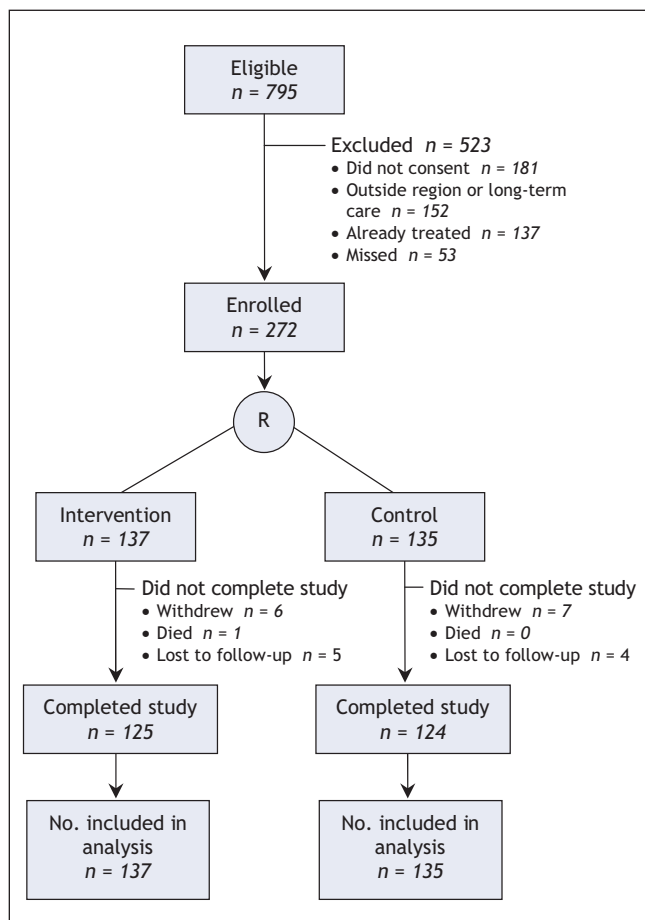 Eligible
n = 795
Excluded n = 523
• Did not consent n = 181
• Outside region or long-term
care n = 152
• Already treated n = 137
• Missed n = 53
Enrolled
n = 272
R
Intervention
n = 137
Control
n = 135
Did not complete study
• Withdrew n = 6
• Died n = 1
• Lost to follow-up n = 5
Did not complete study
• Withdrew n = 7
• Died n = 0
• Lost to follow-up n = 4
Completed study
n = 125
Completed study
n = 124
No. included in
analysis
n = 137
No. included in
analysis
n = 135